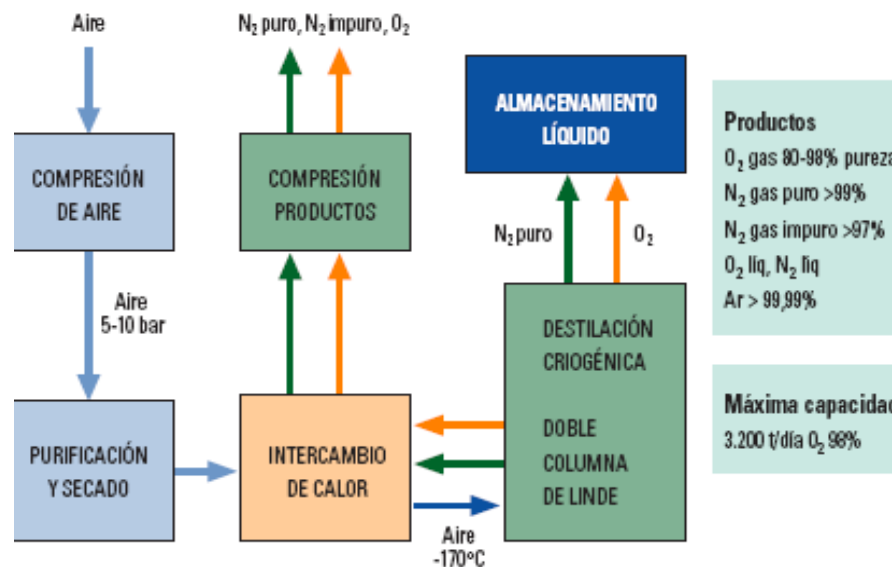 Aire
N₂ puro, N₂ impuro, O₂
COMPRESIÓN
DE AIRE
COMPRESIÓN
PRODUCTOS
ALMACENAMIENTO
LÍQUIDO
Productos
O₂ gas 80-98% pureza
N₂ gas puro >99%
N₂ gas impuro >97%
O₂ líq, N₂ líq
Ar > 99,99%
Aire
5-10 bar
N₂ puro
O₂
DESTILACIÓN
CRIOGÉNICA
DOBLE
COLUMNA
DE LINDE
PURIFICACIÓN
Y SECADO
INTERCAMBIO
DE CALOR
Aire
-170ºC
Máxima capacidad
3.200 t/día O₂ 98%